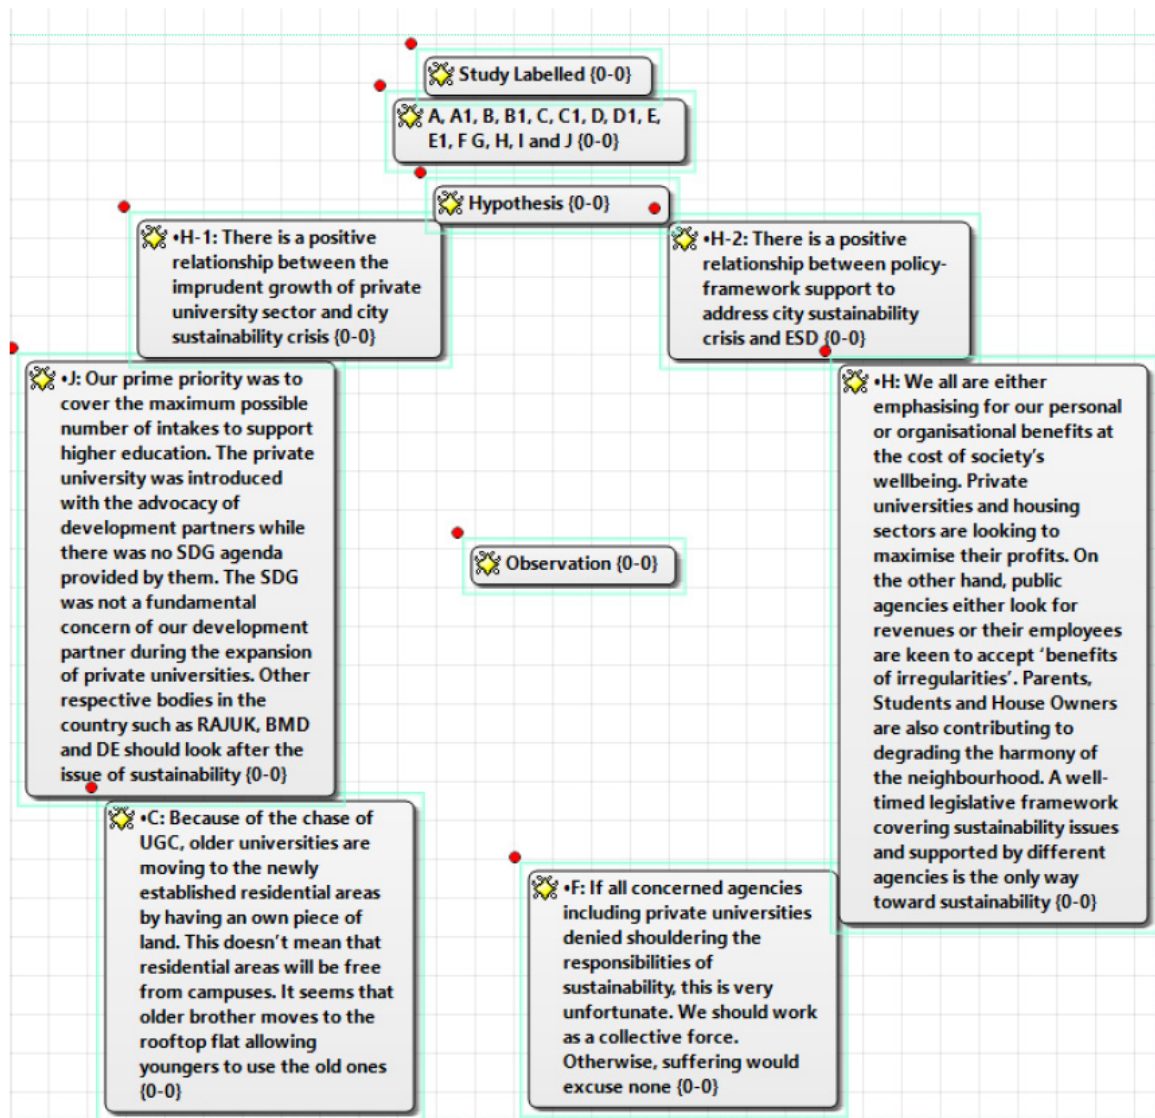 Study Labelled {0-0}
A, A1, B, B1, C, C1, D, D1, E,
E1, F G, H, I and J {0-0}
Hypothesis {0-0}
•H-1: There is a positive
relationship between the
imprudent growth of private
university sector and city
sustainability crisis {0-0}
•H-2: There is a positive
relationship between policy-
framework support to
address city sustainability
crisis and ESD {0-0}
•J: Our prime priority was to
cover the maximum possible
number of intakes to support
higher education. The private
university was introduced
with the advocacy of
development partners while
there was no SDG agenda
provided by them. The SDG
was not a fundamental
concern of our development
partner during the expansion
of private universities. Other
respective bodies in the
country such as RAJUK, BMD
and DE should look after the
issue of sustainability {0-0}
•H: We all are either
emphasising for our personal
or organisational benefits at
the cost of society’s
wellbeing. Private
universities and housing
sectors are looking to
maximise their profits. On
the other hand, public
agencies either look for
revenues or their employees
are keen to accept ‘benefits
of irregularities’. Parents,
Students and House Owners
are also contributing to
degrading the harmony of
the neighbourhood. A well-
timed legislative framework
covering sustainability issues
and supported by different
agencies is the only way
toward sustainability {0-0}
Observation {0-0}
•C: Because of the chase of
UGC, older universities are
moving to the newly
established residential areas
by having an own piece of
land. This doesn’t mean that
residential areas will be free
from campuses. It seems that
older brother moves to the
rooftop flat allowing
youngers to use the old ones
{0-0}
•F: If all concerned agencies
including private universities
denied shouldering the
responsibilities of
sustainability, this is very
unfortunate. We should work
as a collective force.
Otherwise, suffering would
excuse none {0-0}